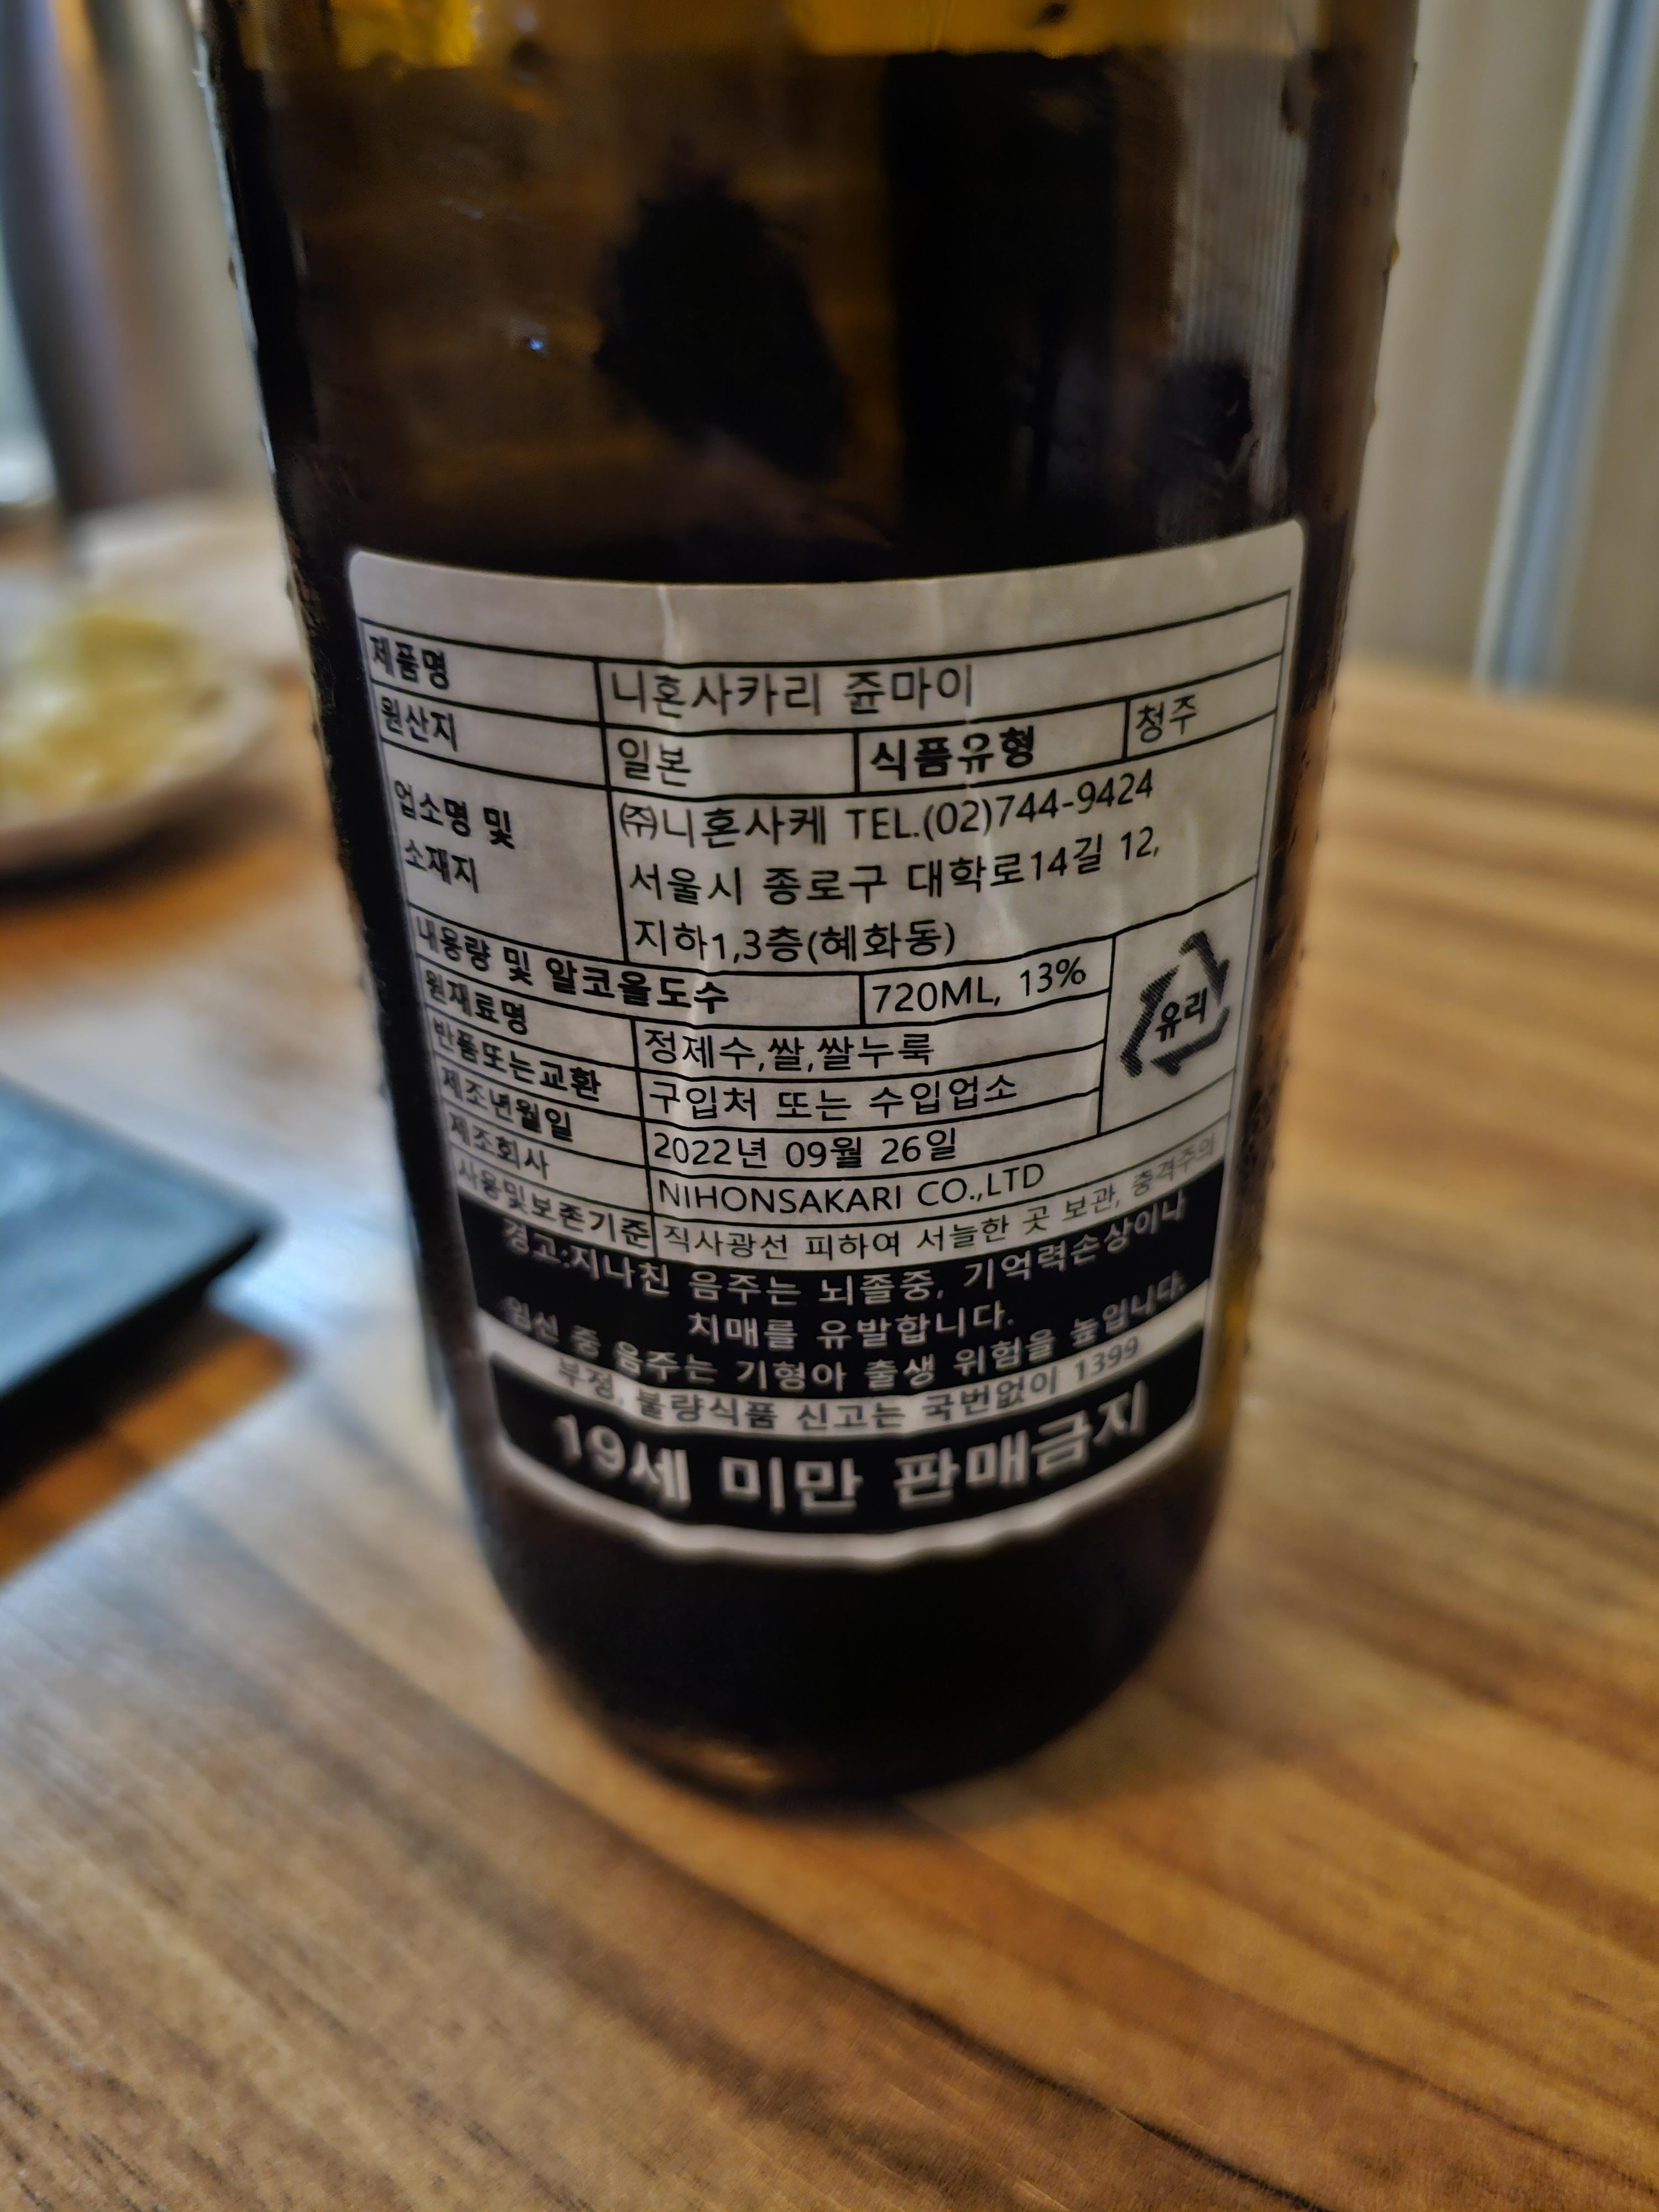 제품명 니혼사카리 쥰마이
원산지 일본 식품유형 청주
업소명 및 소재지 ㈜니혼사케 TEL.(02)744-9424
서울시 종로구 대학로14길 12,
지하1,3층(혜화동)
내용량 및 알코올도수 720ML, 13%
유리
원재료명 정제수,쌀,쌀누룩
반품또는교환 구입처 또는 수입업소
제조년월일 2022년 09월 26일
제조회사 NIHONSAKARI CO.,LTD
사용및보존기준 직사광선 피하여 서늘한 곳 보관, 충격주의
경고:지나친 음주는 뇌졸중, 기억력손상이나
치매를 유발합니다.
임신 중 음주는 기형아 출생 위험을 높입니다.
부정, 불량식품 신고는 국번없이 1399
19세 미만 판매금지